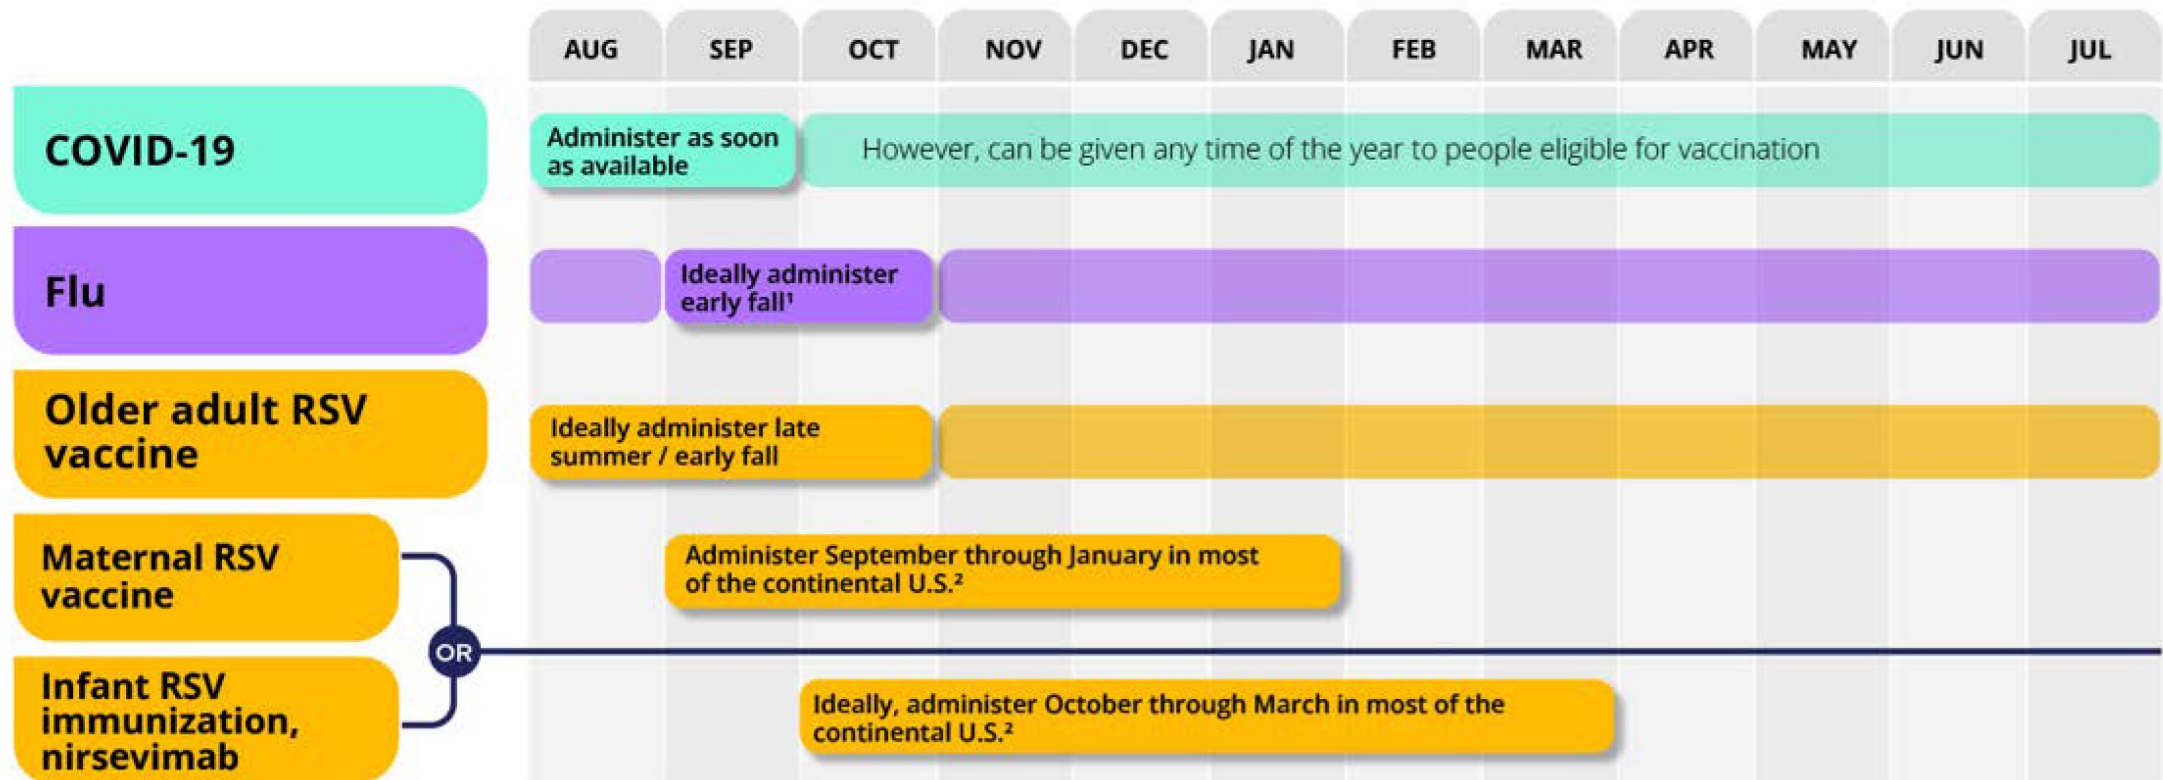 AUG SEP OCT NOV DEC JAN FEB MAR APR MAY JUN JUL
COVID-19
Administer as soon
as available
However, can be given any time of the year to people eligible for vaccination
Flu
Ideally administer
early fall¹
Older adult RSV
vaccine
Ideally administer late
summer / early fall
Maternal RSV
vaccine
Administer September through January in most
of the continental U.S.²
OR
Infant RSV
immunization,
nirsevimab
Ideally, administer October through March in most of the
continental U.S.²